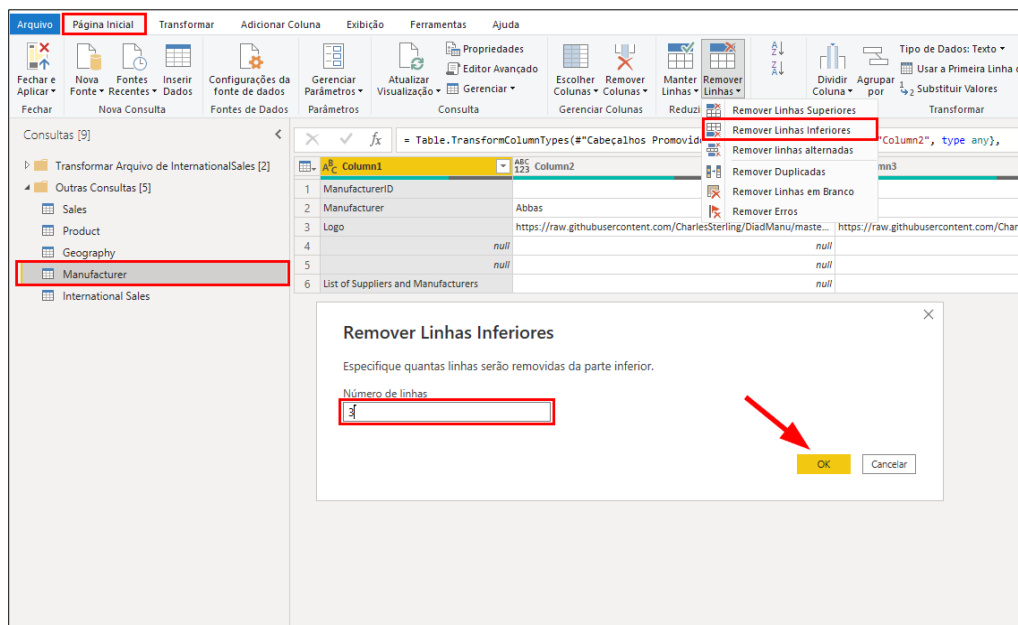 Arquivo Página Inicial Transformar Adicionar Coluna Exibição Ferramentas Ajuda
Fechar e Aplicar Nova Fonte Fontes Recentes Inserir Dados Configurações da fonte de dados Gerenciar Parâmetros Atualizar Visualização Propriedades Editor Avançado Gerenciar Escolher Colunas Remover Colunas Manter Linhas Remover Linhas Dividir Coluna Agrupar por Tipo de Dados: Texto Usar a Primeira Linha Substituir Valores
Fechar Nova Consulta Fontes de Dados Parâmetros Consulta Gerenciar Colunas Transformar
Remover Linhas Superiores
Remover Linhas Inferiores
Remover linhas alternadas
Remover Duplicadas
Remover Linhas em Branco
Remover Erros
Consultas [9]
Transformar Arquivo de InternationalSales [2]
Outras Consultas [5]
Sales
Product
Geography
Manufacturer
International Sales
fx = Table.TransformColumnTypes(#"Cabeçalhos "Column2", type any},
ABC Column1 ABC 123 Column2
1 ManufacturerID
2 Manufacturer Abbas
3 Logo https://raw.githubusercontent.com/CharlesSterling/DiadManu/maste... https://raw.githubusercontent.com/Char
4 null null
5 null null
6 List of Suppliers and Manufacturers null
Remover Linhas Inferiores
Especifique quantas linhas serão removidas da parte inferior.
Número de linhas
3
OK Cancelar